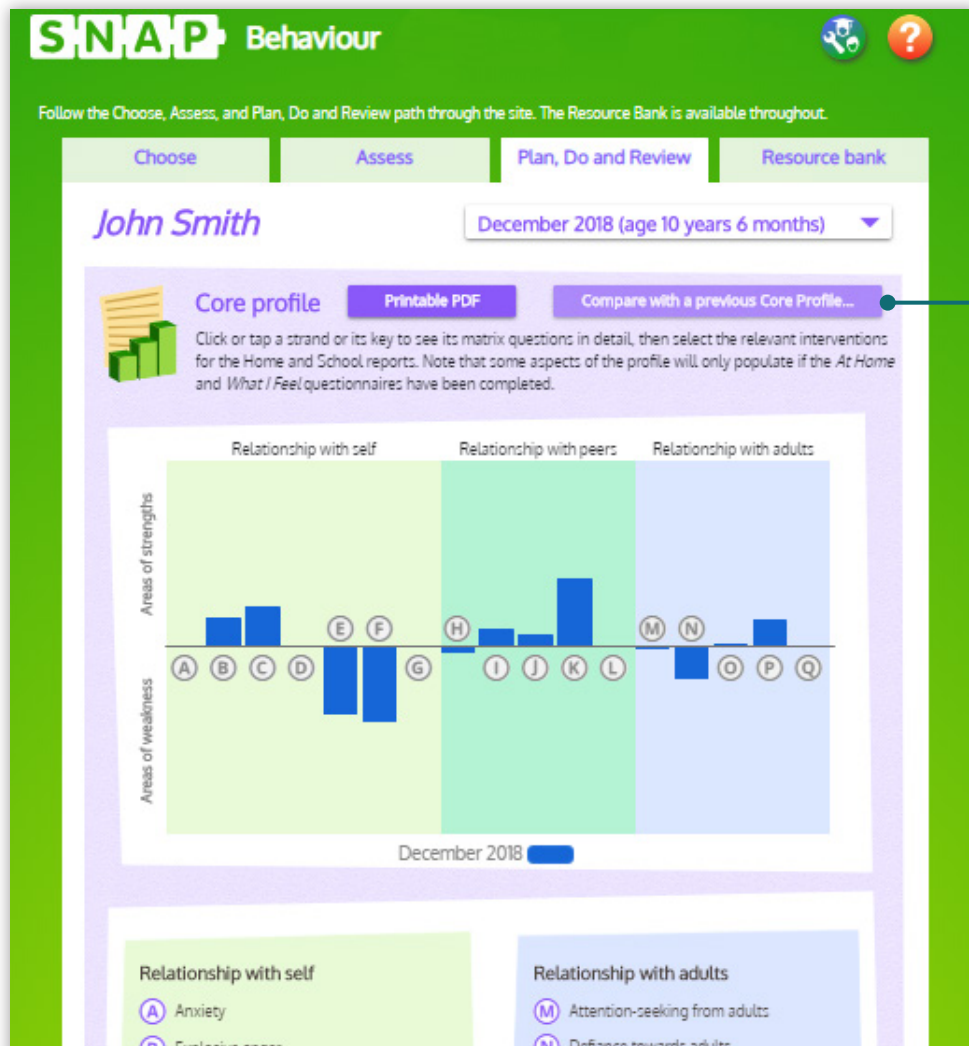 SNAP Behaviour
?
Follow the Choose, Assess, and Plan, Do and Review path through the site. The Resource Bank is available throughout.
Choose
Assess
Plan, Do and Review
Resource bank
John Smith
December 2018 (age 10 years 6 months)
Core profile
Printable PDF
Compare with a previous Core Profile...
Click or tap a strand or its key to see its matrix questions in detail, then select the relevant interventions
for the Home and School reports. Note that some aspects of the profile will only populate if the At Home
and What I Feel questionnaires have been completed.
Relationship with self
Relationship with peers
Relationship with adults
Areas of strengths
E F H M N
A B C D G I J K L O P Q
Areas of weakness
December 2018
Relationship with self
A Anxiety
B Explosive anger
Relationship with adults
M Attention-seeking from adults
N Defiance towards adults